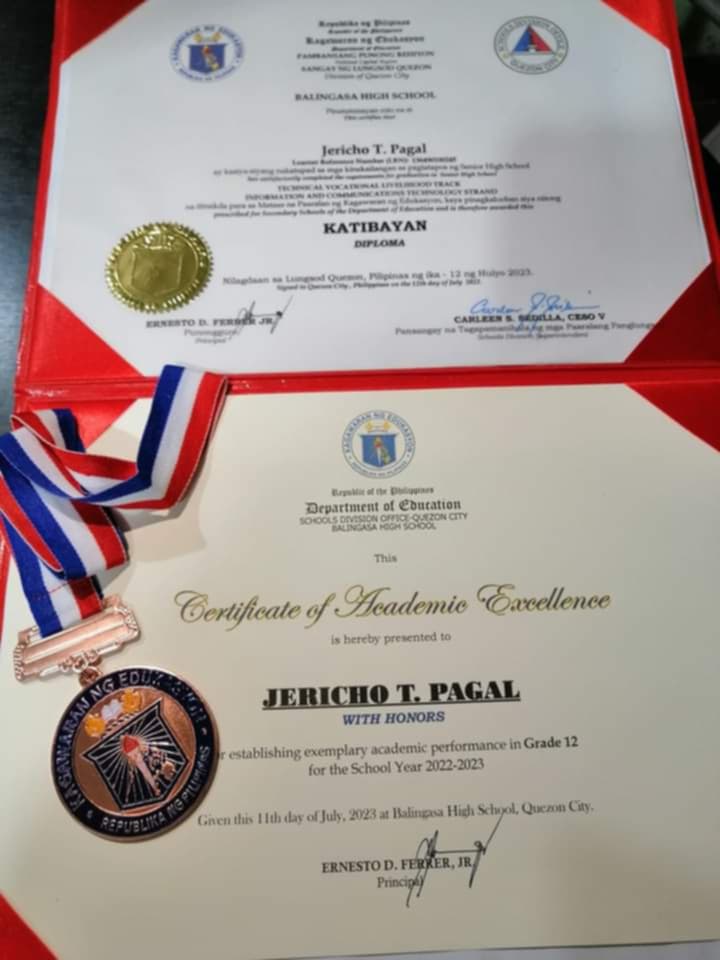 Republika ng Pilipinas
Republic of the Philippines
Kagawaran ng Edukasyon
Department of Education
PAMBANSANG PUNONG REHIYON
National Capital Region
SANGAY NG LUNGSOD QUEZON
Division of Quezon City
BALINGASA HIGH SCHOOL
Pinatutunayan nito na si
This certifies that
Jericho T. Pagal
Learner Reference Number (LRN):
ay kasiya-siyang nakatupad sa mga kinakailangan sa pagtatapos ng Senior High School
has satisfactorily completed the requirements for graduation in Senior High School
TECHNICAL VOCATIONAL LIVELIHOOD TRACK
INFORMATION AND COMMUNICATIONS TECHNOLOGY STRAND
na itinakda para sa Mataas na Paaralan ng Kagawaran ng Edukasyon, kaya pinagkalooban siya nitong
prescribed for Secondary Schools of the Department of Education and is therefore awarded this
KATIBAYAN
DIPLOMA
Nilagdaan sa Lungsod Quezon, Pilipinas ng ika - 12 ng Hulyo 2023.
Signed in Quezon City, Philippines on the 12th day of July 2023.
ERNESTO D. FERRER JR.
Punongguro
Principal
CARLEEN S. SEDILLA, CESO V
Pansangay na Tagapamanihala ng mga Paaralang
Schools Division Superintendent
KAGAWARAN NG EDUKASYON
REPUBLIKA NG PILIPINAS
Republic of the Philippines
Department of Education
SCHOOLS DIVISION OFFICE-QUEZON CITY
BALINGASA HIGH SCHOOL
This
Certificate of Academic Excellence
is hereby presented to
JERICHO T. PAGAL
WITH HONORS
establishing exemplary academic performance in Grade 12
for the School Year 2022-2023
Given this 11th day of July, 2023 at Balingasa High School, Quezon City.
ERNESTO D. FERRER, JR.
Principal
KAGAWARAN NG EDUKASYON
REPUBLIKA NG PILIPINAS